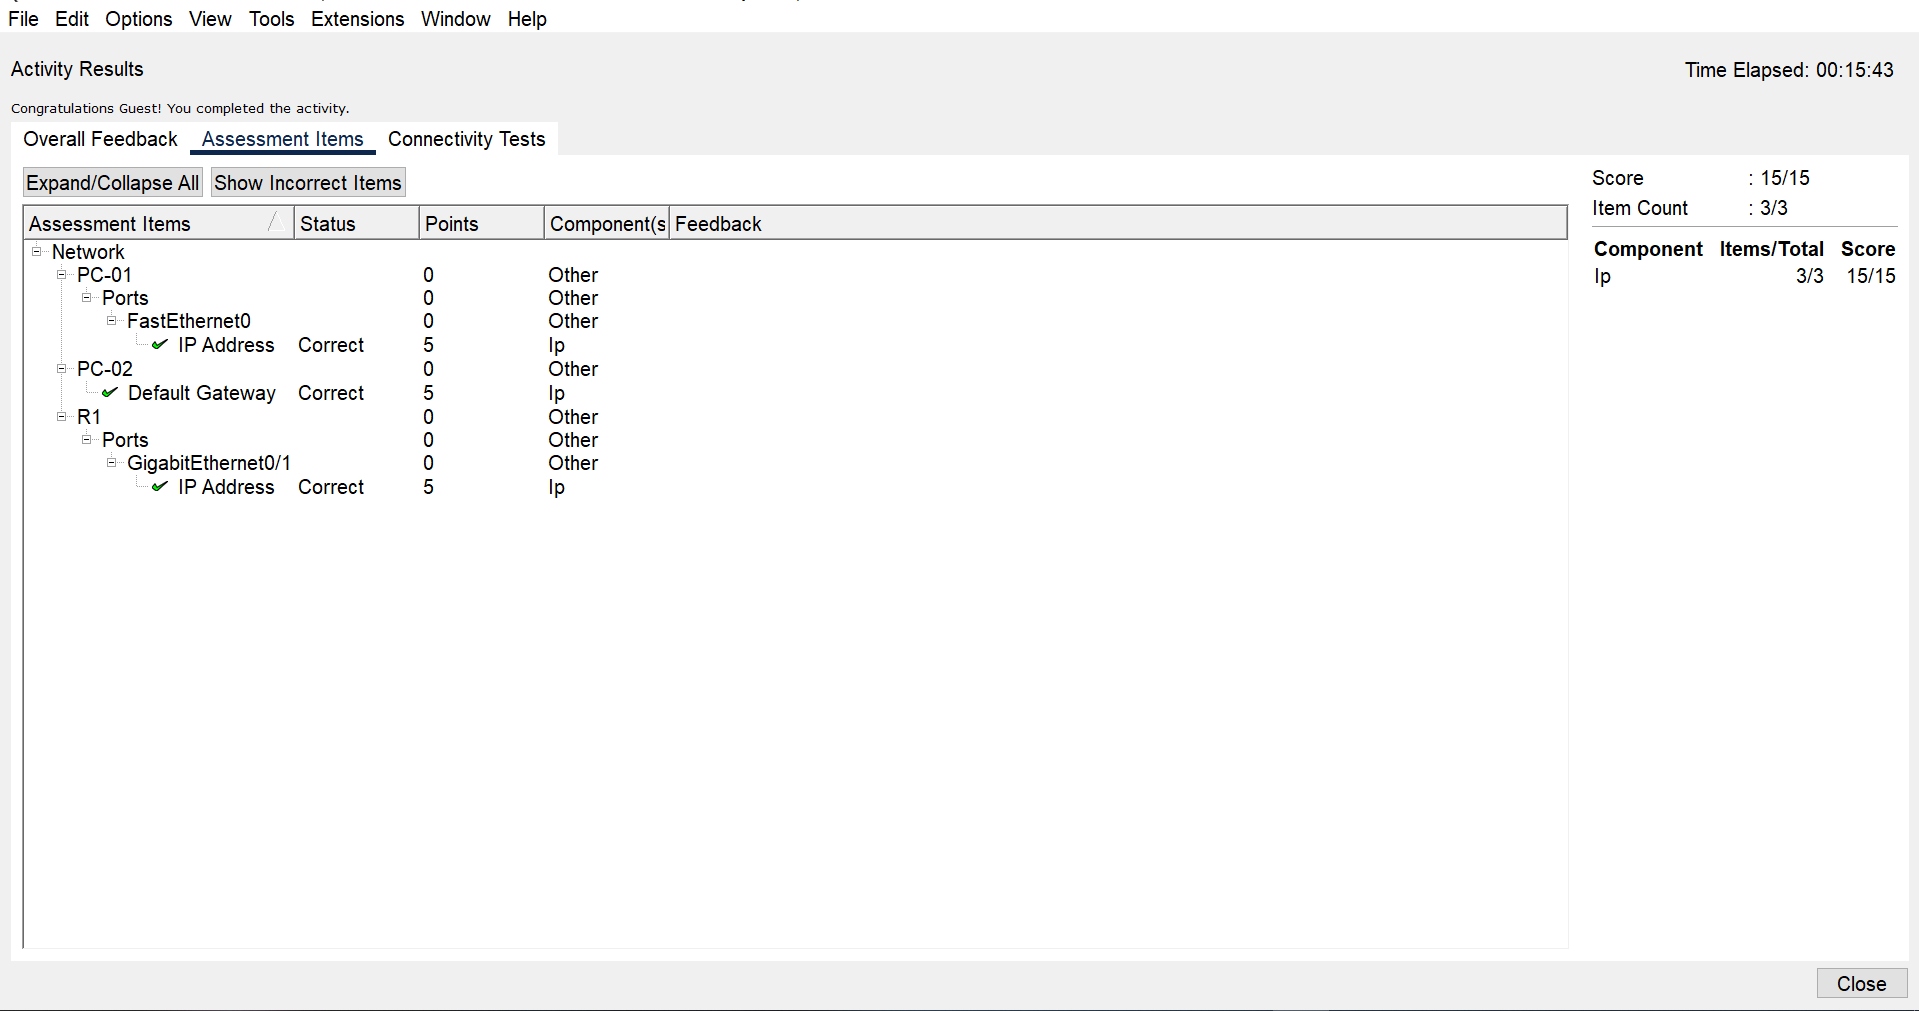 File Edit Options View Tools Extensions Window Help
Activity Results
Time Elapsed: 00:15:43
Congratulations Guest! You completed the activity.
Overall Feedback Assessment Items Connectivity Tests
Expand/Collapse All Show Incorrect Items
Assessment Items Status Points Component(s Feedback
Network
PC-01 0 Other
Ports 0 Other
FastEthernet0 0 Other
IP Address Correct 5 Ip
PC-02 0 Other
Default Gateway Correct 5 Ip
R1 0 Other
Ports 0 Other
GigabitEthernet0/1 0 Other
IP Address Correct 5 Ip
Score : 15/15
Item Count : 3/3
Component Items/Total Score
Ip 3/3 15/15
Close